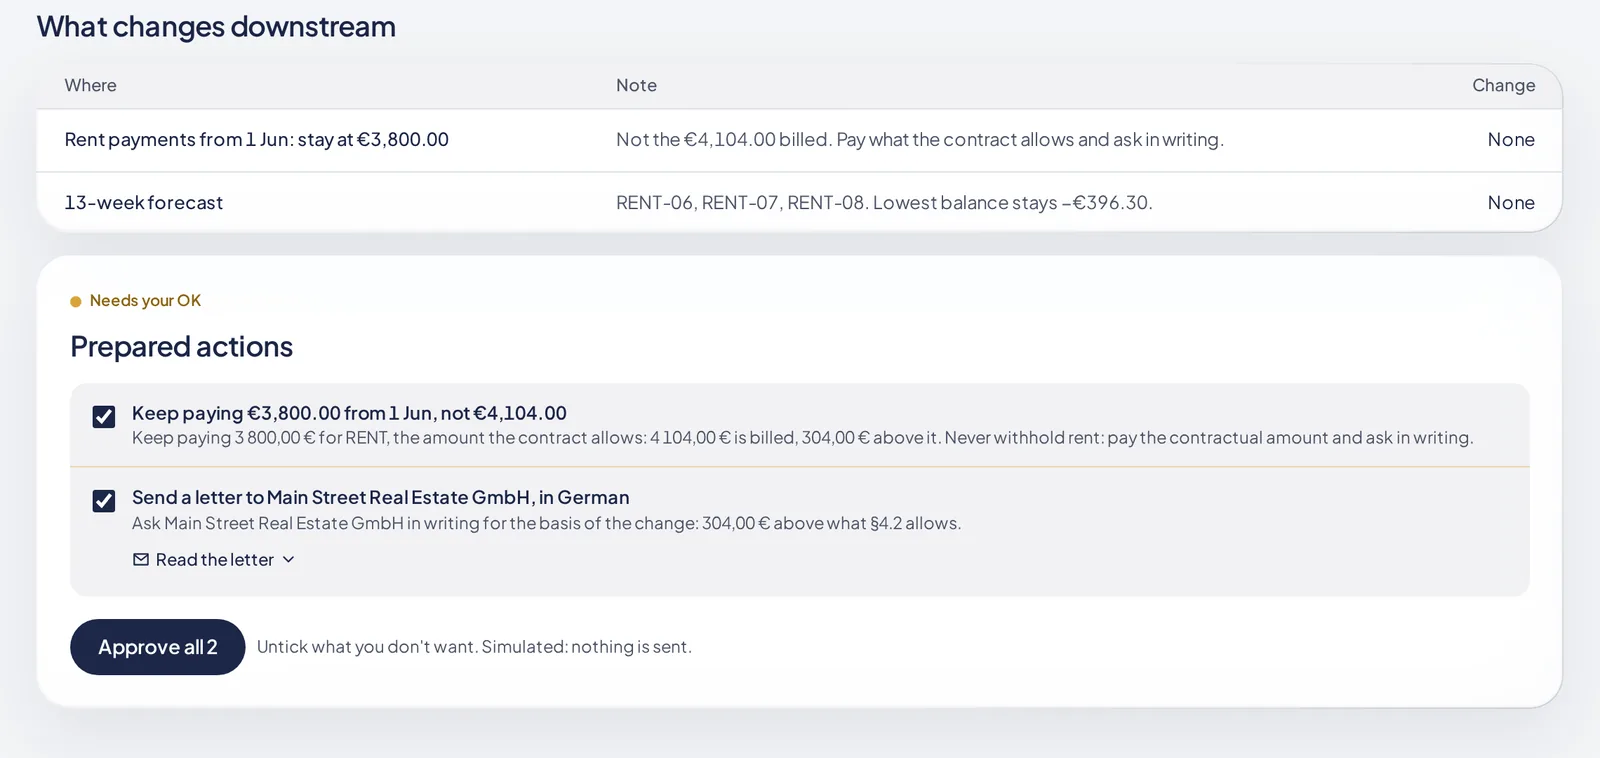 What changes downstream
Where Note Change
Rent payments from 1 Jun: stay at €3,800.00 Not the €4,104.00 billed. Pay what the contract allows and ask in writing. None
13-week forecast RENT-06, RENT-07, RENT-08. Lowest balance stays −€396.30. None
Needs your OK
Prepared actions
Keep paying €3,800.00 from 1 Jun, not €4,104.00
Keep paying 3 800,00 € for RENT, the amount the contract allows: 4 104,00 € is billed, 304,00 € above it. Never withhold rent: pay the contractual amount and ask in writing.
Send a letter to Main Street Real Estate GmbH, in German
Ask Main Street Real Estate GmbH in writing for the basis of the change: 304,00 € above what §4.2 allows.
Read the letter
Approve all 2 Untick what you don't want. Simulated: nothing is sent.